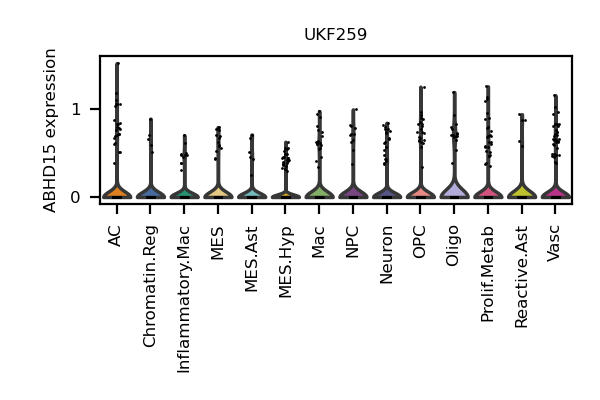 UKF259
ABHD15 expression
1
0
AC
Chromatin.Reg
Inflammatory.Mac
MES
MES.Ast
MES.Hyp
Mac
NPC
Neuron
OPC
Oligo
Prolif.Metab
Reactive.Ast
Vasc